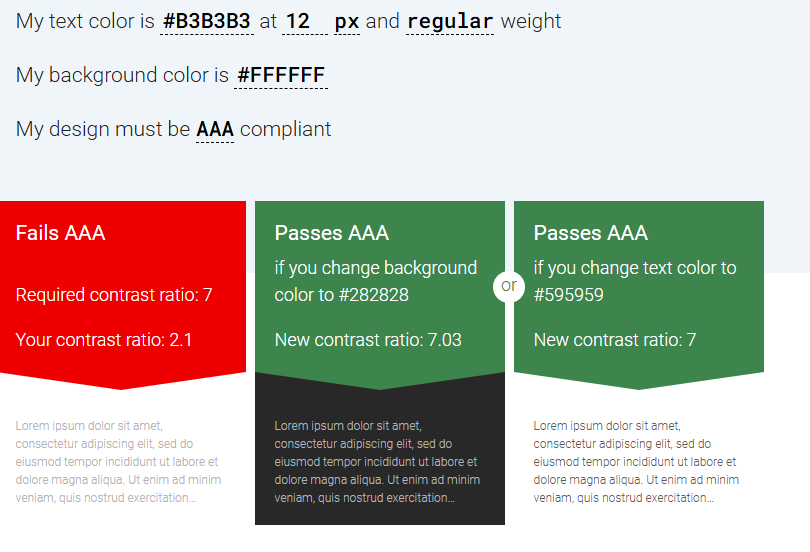 My text color is #B3B3B3 at 12 px and regular weight
My background color is #FFFFFF
My design must be AAA compliant
Fails AAA
Required contrast ratio: 7
Your contrast ratio: 2.1
Lorem ipsum dolor sit amet,
consectetur adipiscing elit, sed do
eiusmod tempor incididunt ut labore et
dolore magna aliqua. Ut enim ad minim
veniam, quis nostrud exercitation...
Passes AAA
if you change background
color to #282828
New contrast ratio: 7.03
Lorem ipsum dolor sit amet,
consectetur adipiscing elit, sed do
eiusmod tempor incididunt ut labore et
dolore magna aliqua. Ut enim ad minim
veniam, quis nostrud exercitation...
or
Passes AAA
if you change text color to
#595959
New contrast ratio: 7
Lorem ipsum dolor sit amet,
consectetur adipiscing elit, sed do
eiusmod tempor incididunt ut labore et
dolore magna aliqua. Ut enim ad minim
veniam, quis nostrud exercitation...